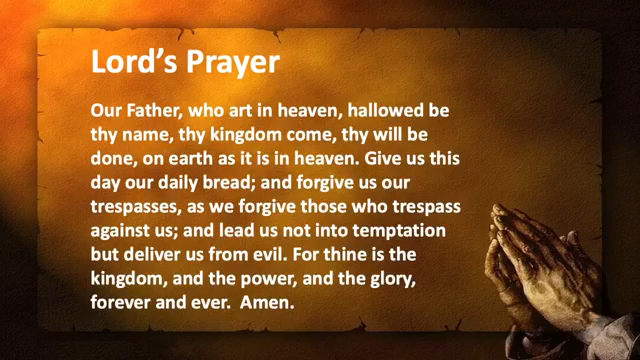 Lord’s Prayer
Our Father, who art in heaven, hallowed be
thy name, thy kingdom come, thy will be
done, on earth as it is in heaven. Give us this
day our daily bread; and forgive us our
trespasses, as we forgive those who trespass
against us; and lead us not into temptation
but deliver us from evil. For thine is the
kingdom, and the power, and the glory,
forever and ever.  Amen.